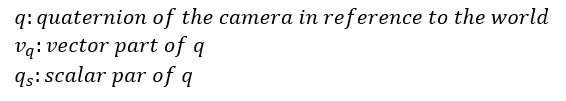 q: quaternion of the camera in reference to the world
v_q: vector part of q
q_s: scalar par of q